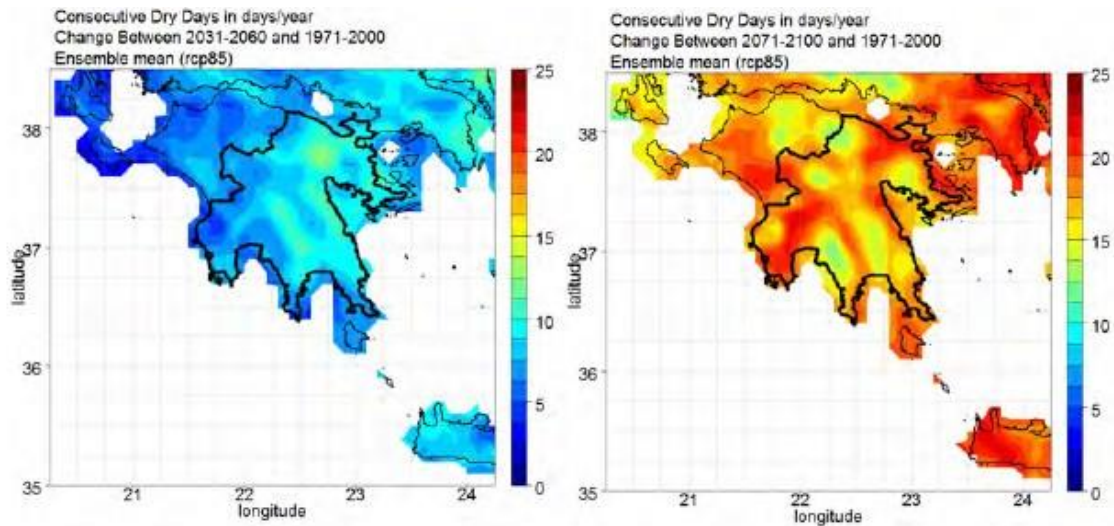 Consecutive Dry Days in days/year
Change Between 2031-2060 and 1971-2000
Ensemble mean (rcp85)
25
20
15
10
5
0
38
37
36
35
latitude
21
22
23
24
longitude
Consecutive Dry Days in days/year
Change Between 2071-2100 and 1971-2000
Ensemble mean (rcp85)
25
20
15
10
5
0
38
37
36
35
latitude
21
22
23
24
longitude